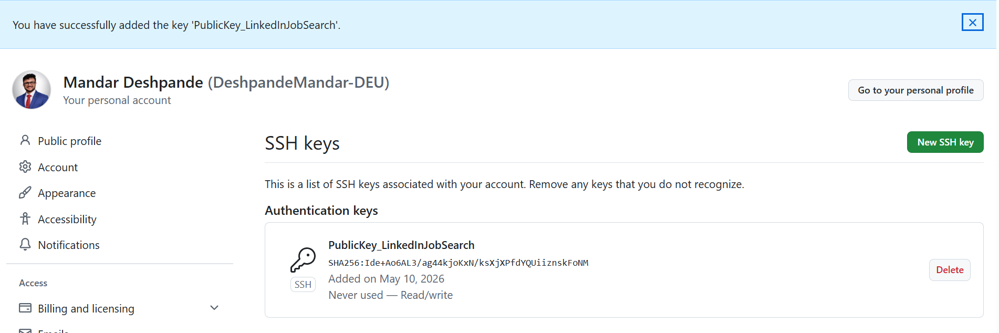 You have successfully added the key 'PublicKey_LinkedInJobSearch'.
Mandar Deshpande (DeshpandeMandar-DEU)
Your personal account
Go to your personal profile
Public profile
Account
Appearance
Accessibility
Notifications
Access
Billing and licensing
Emails
SSH keys
New SSH key
This is a list of SSH keys associated with your account. Remove any keys that you do not recognize.
Authentication keys
PublicKey_LinkedInJobSearch
SHA256:Ide+Ao6AL3/ag44kjoKxN/ksXjXPfdYQUiiznskFoNM
Added on May 10, 2026
Never used — Read/write
SSH
Delete